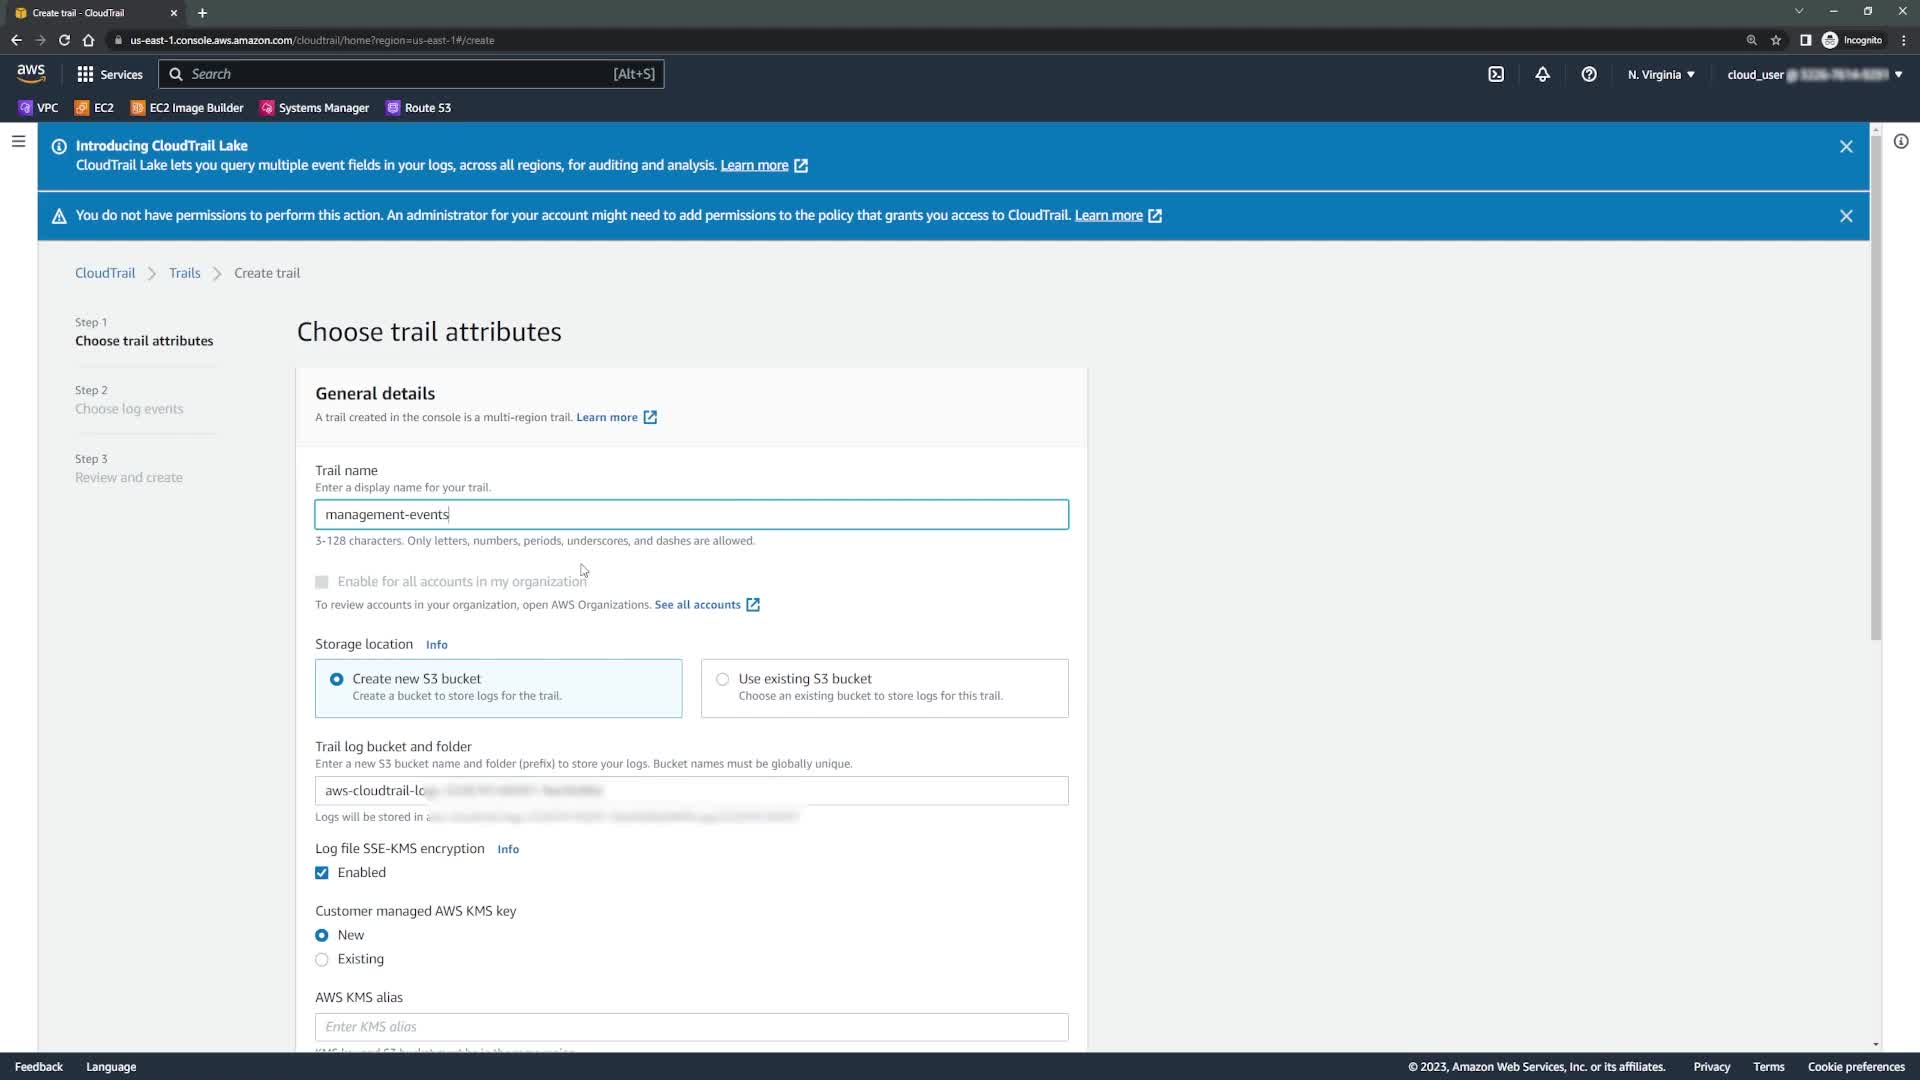 Create trail - CloudTrail
us-east-1.console.aws.amazon.com/cloudtrail/home?region=us-east-1#/create
Incognito
aws
Services
Search
[Alt+S]
N. Virginia
cloud_user @
VPC
EC2
EC2 Image Builder
Systems Manager
Route 53
Introducing CloudTrail Lake
CloudTrail Lake lets you query multiple event fields in your logs, across all regions, for auditing and analysis. Learn more
You do not have permissions to perform this action. An administrator for your account might need to add permissions to the policy that grants you access to CloudTrail. Learn more
CloudTrail
Trails
Create trail
Step 1
Choose trail attributes
Step 2
Choose log events
Step 3
Review and create
Choose trail attributes
General details
A trail created in the console is a multi-region trail. Learn more
Trail name
Enter a display name for your trail.
management-events
3-128 characters. Only letters, numbers, periods, underscores, and dashes are allowed.
Enable for all accounts in my organization
To review accounts in your organization, open AWS Organizations. See all accounts
Storage location Info
Create new S3 bucket
Create a bucket to store logs for the trail.
Use existing S3 bucket
Choose an existing bucket to store logs for this trail.
Trail log bucket and folder
Enter a new S3 bucket name and folder (prefix) to store your logs. Bucket names must be globally unique.
aws-cloudtrail-lo
Logs will be stored in
Log file SSE-KMS encryption Info
Enabled
Customer managed AWS KMS key
New
Existing
AWS KMS alias
Enter KMS alias
Feedback
Language
© 2023, Amazon Web Services, Inc. or its affiliates.
Privacy
Terms
Cookie preferences